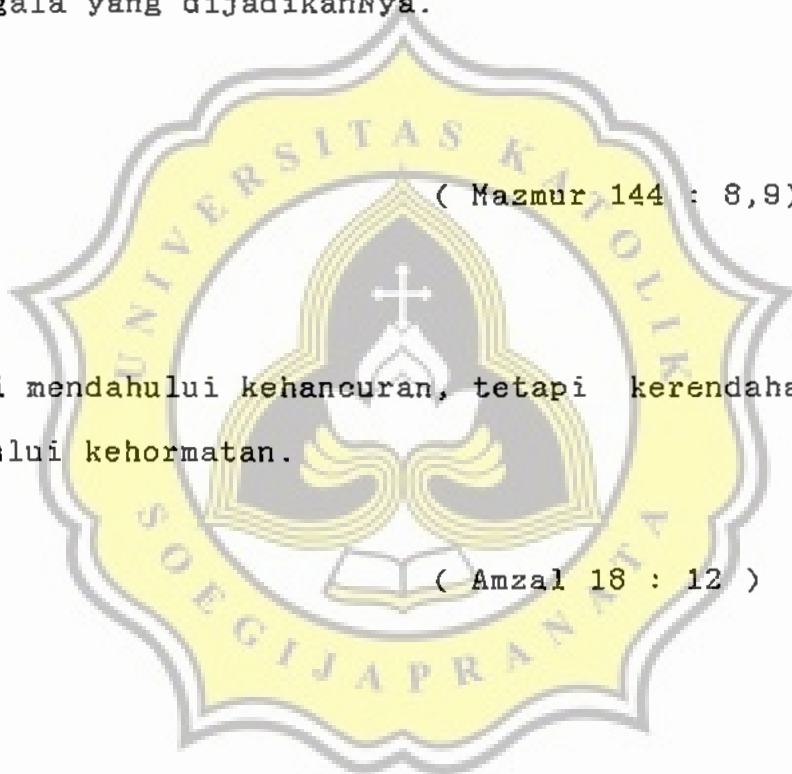 gala yang dijadikanNya.
UNIVERSITAS KATOLIK
( Mazmur 144 : 8,9)
i mendahului kehancuran, tetapi kerendaha
lui kehormatan.
( Amzal 18 : 12 )
SOEGIJAPRANATA